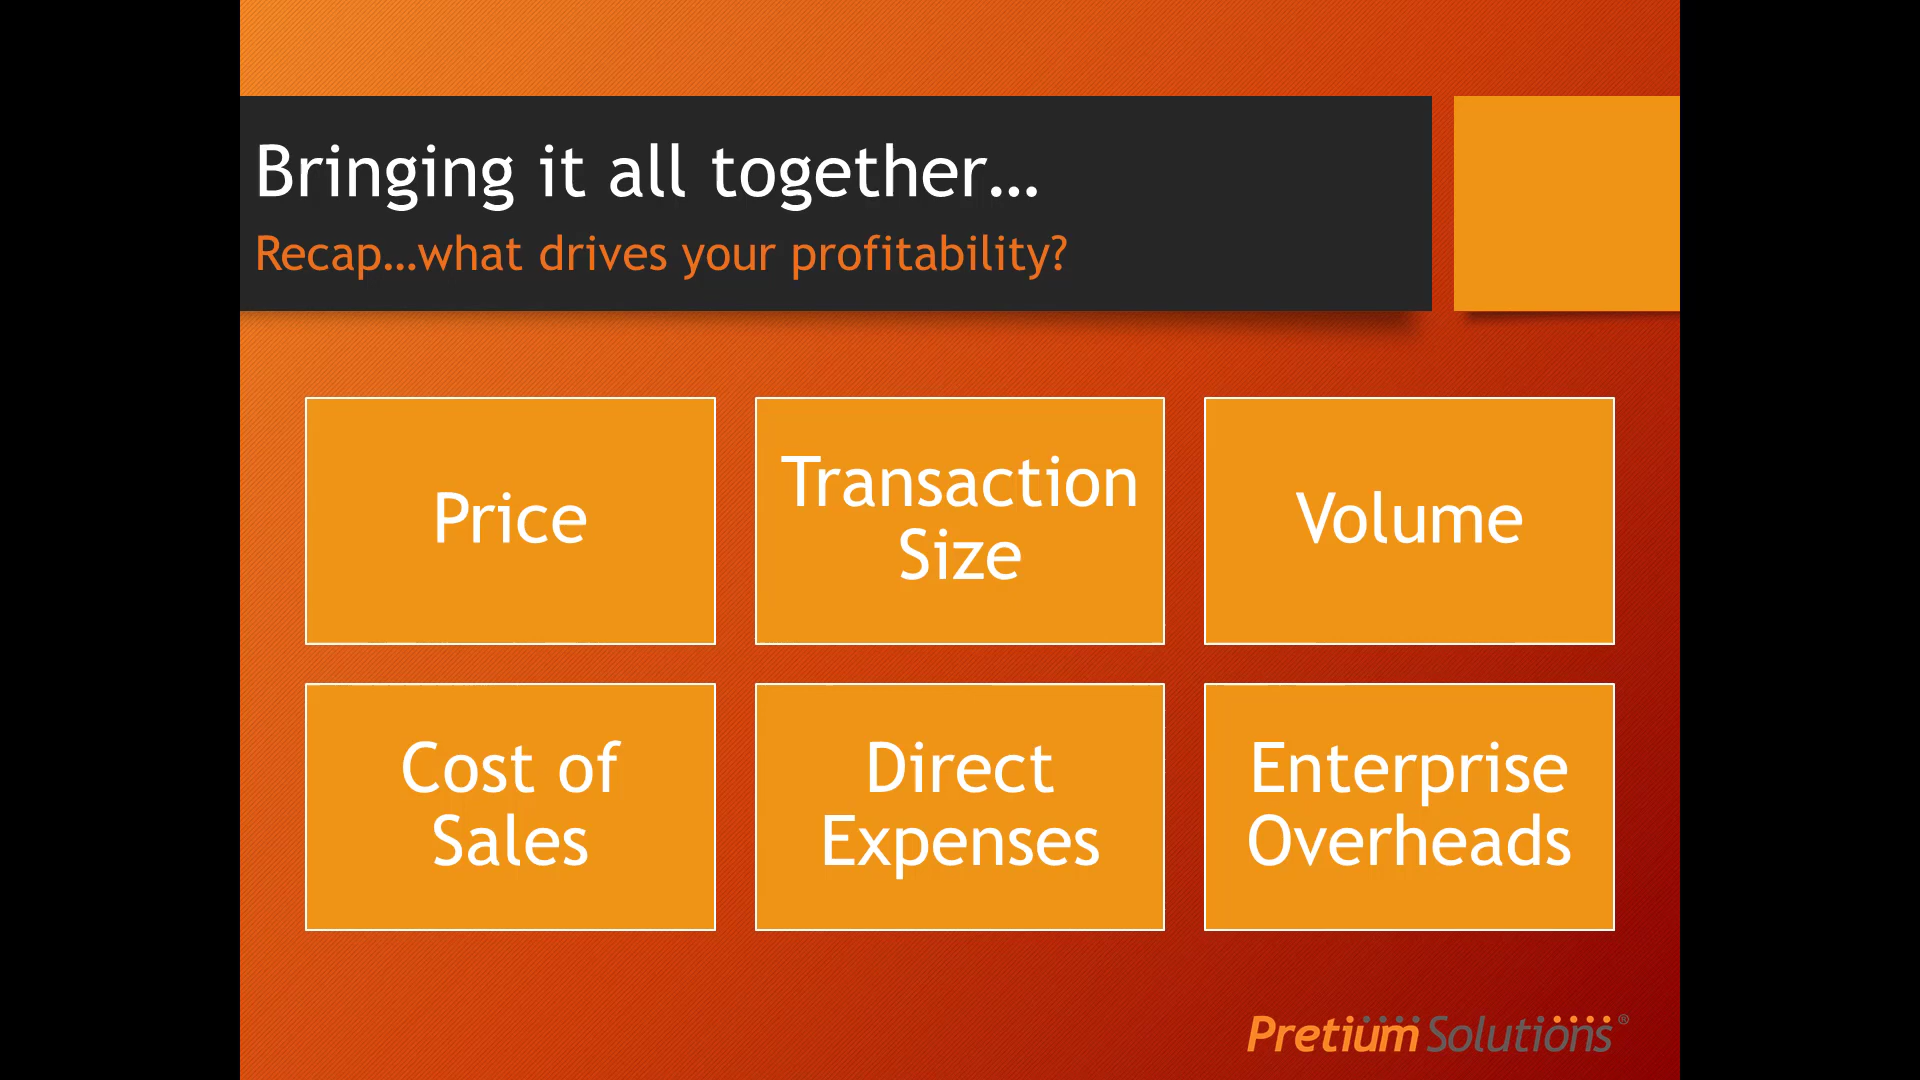 Bringing it all together...
Recap...what drives your profitability?
Price
Transaction
Size
Volume
Cost of
Sales
Direct
Expenses
Enterprise
Overheads
Pretium Solutions®